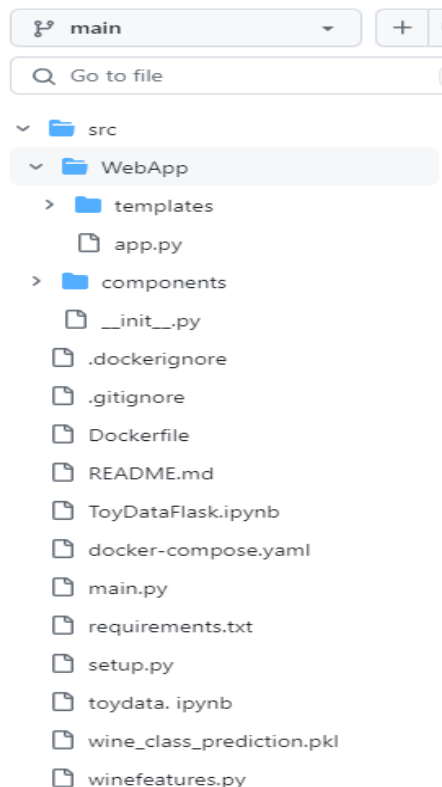 main
Go to file
src
WebApp
templates
app.py
components
__init__.py
.dockerignore
.gitignore
Dockerfile
README.md
ToyDataFlask.ipynb
docker-compose.yaml
main.py
requirements.txt
setup.py
toydata. ipynb
wine_class_prediction.pkl
winefeatures.py